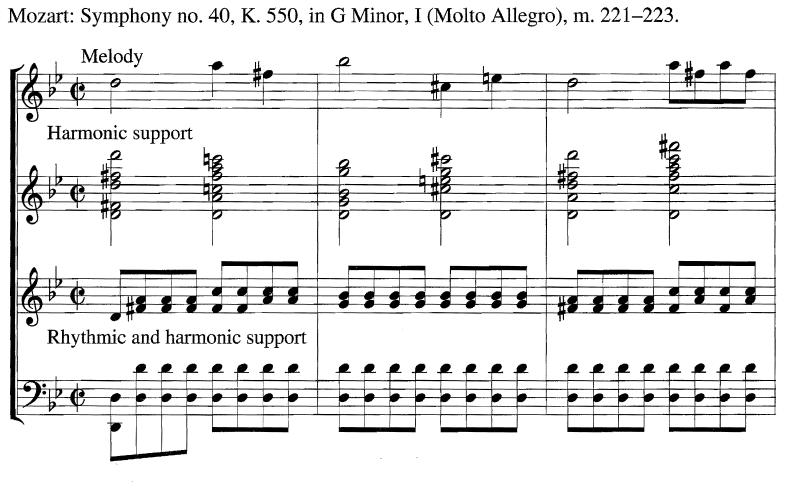 Mozart: Symphony no. 40, K. 550, in G Minor, I (Molto Allegro), m. 221–223.
Melody
Harmonic support
Rhythmic and harmonic support